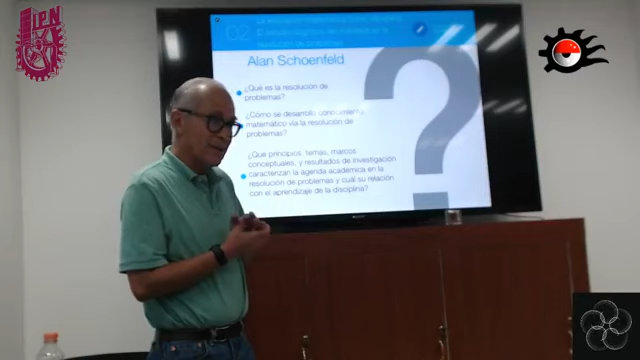 I.P.N
02
Alan Schoenfeld
¿Qué es la resolución de
problemas?
¿Cómo se desarrolla conocimiento
matemático vía la resolución de
problemas?
¿Qué principios, temas, marcos
conceptuales, y resultados de investigación
caracterizan la agenda académica en la
resolución de problemas y cuál su relación
con el aprendizaje de la disciplina?